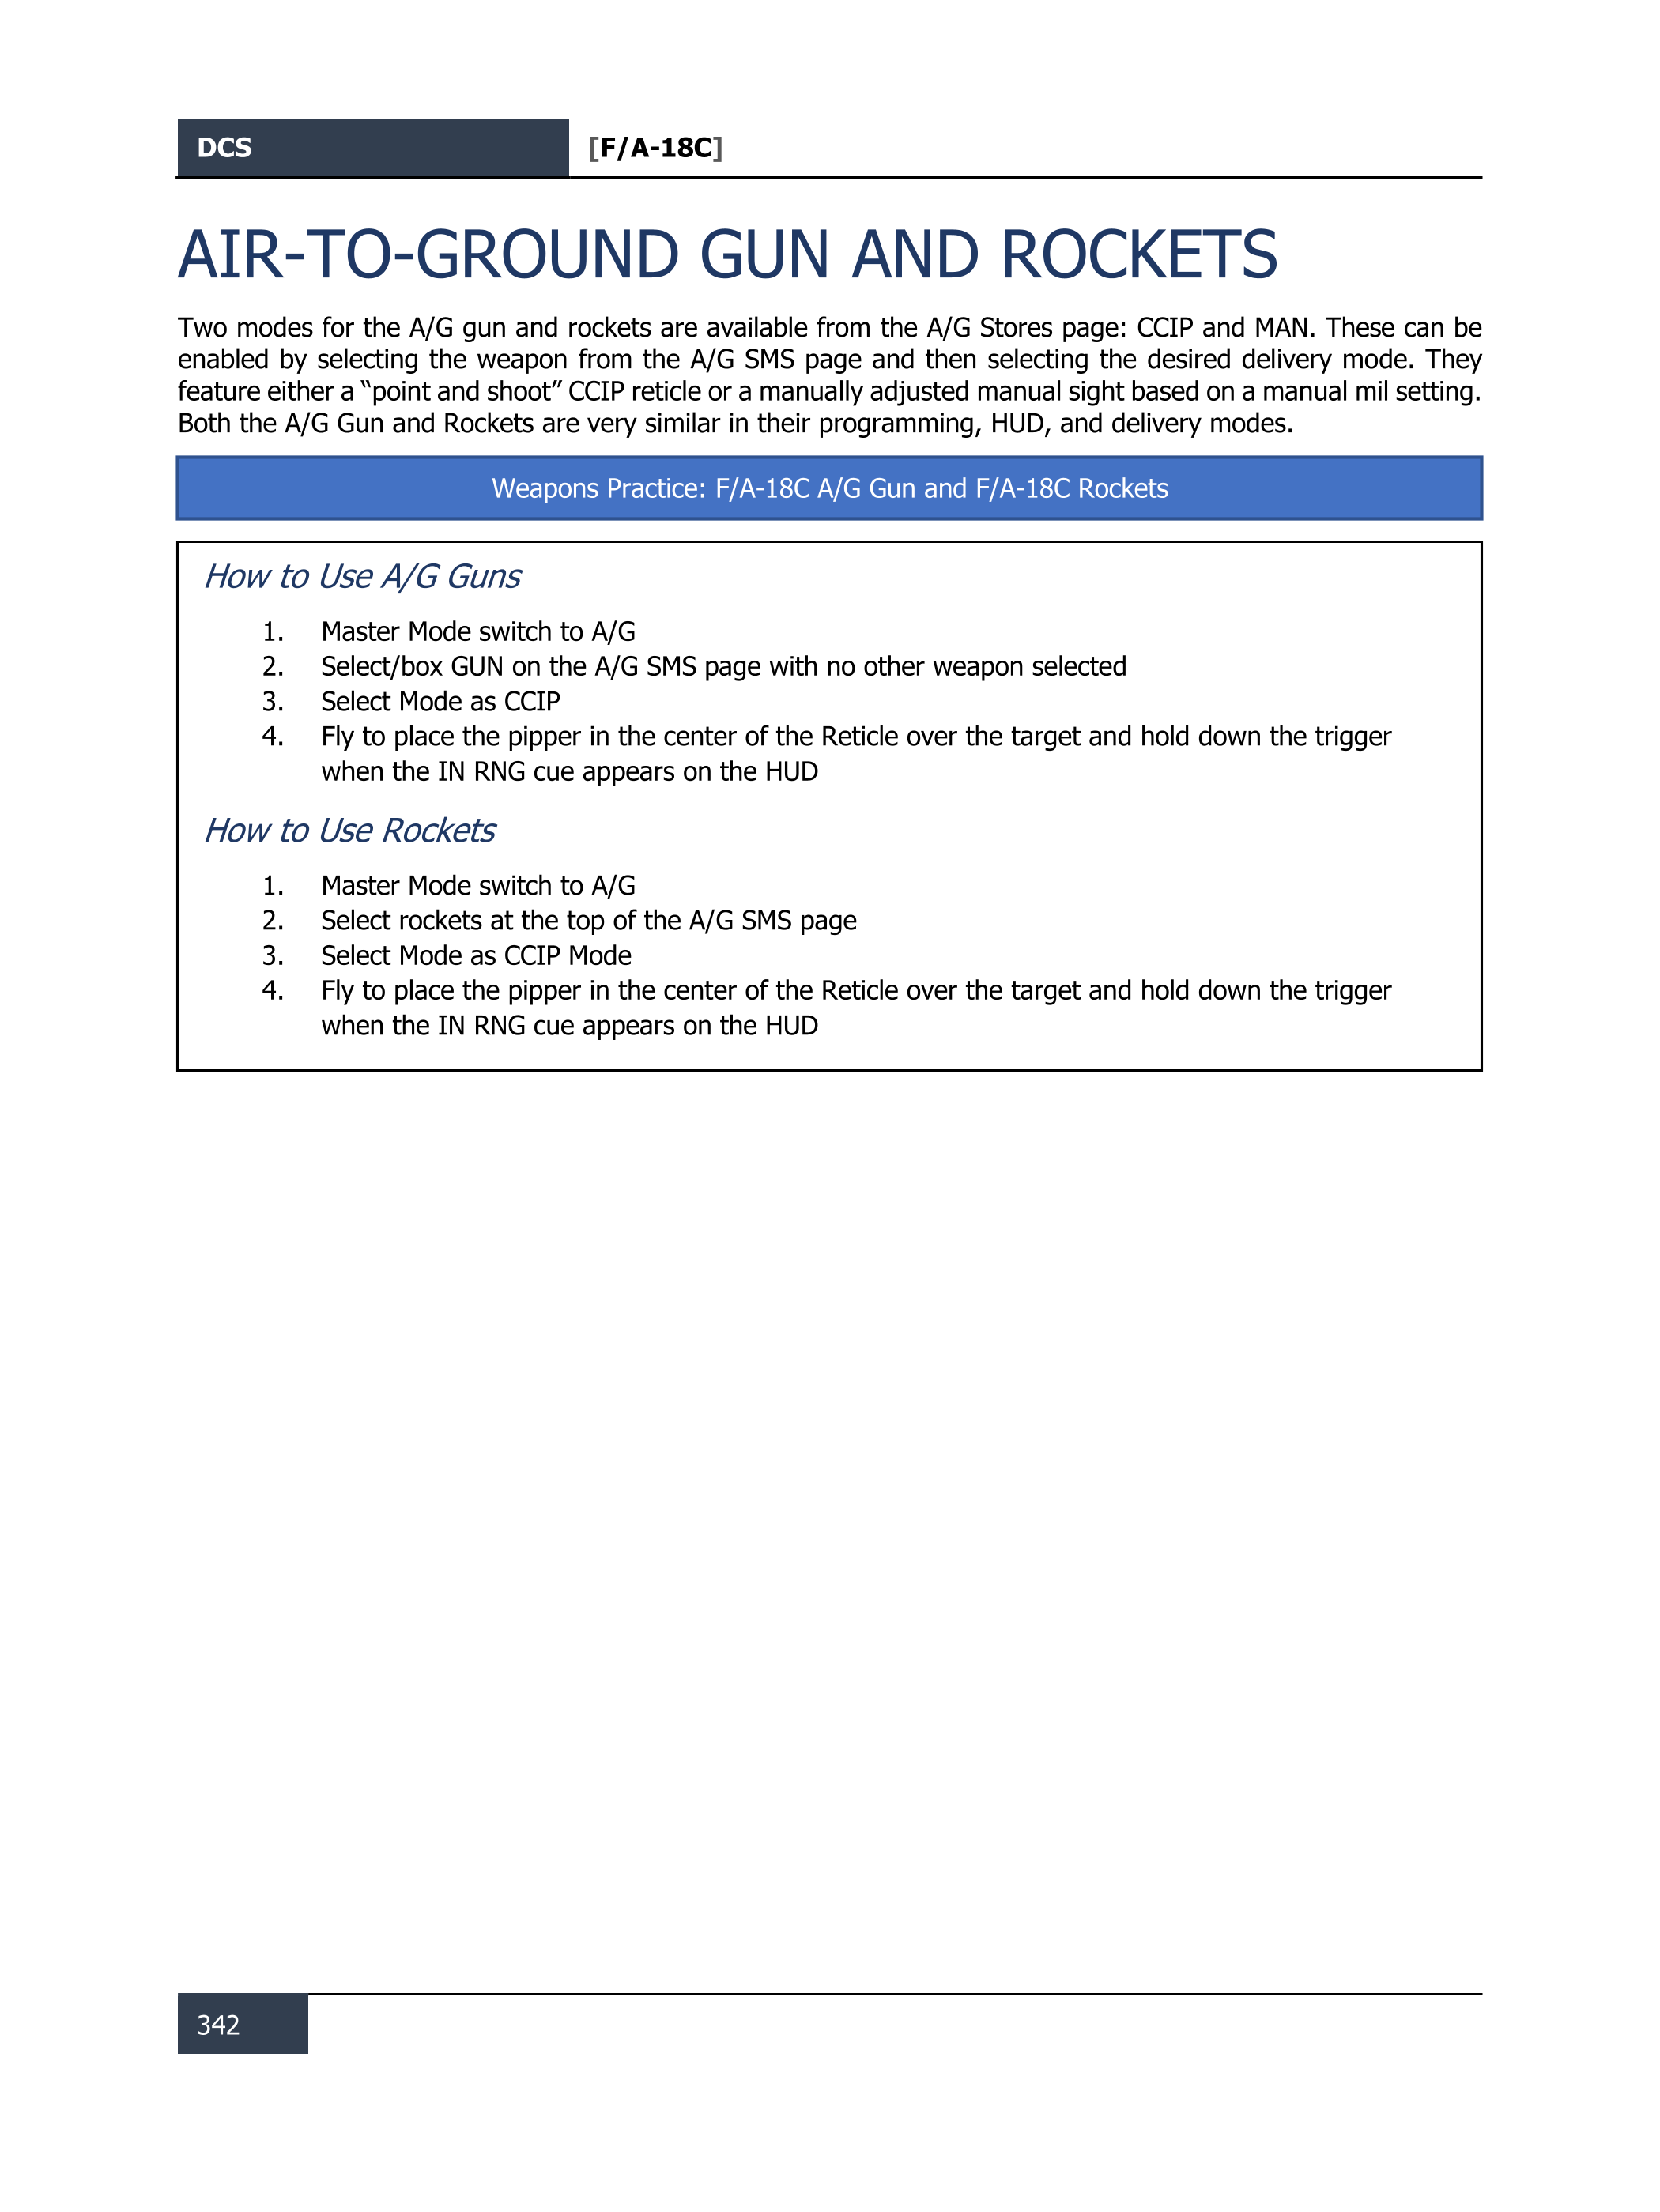 DCS [F/A-18C]
AIR-TO-GROUND GUN AND ROCKETS
Two modes for the A/G gun and rockets are available from the A/G Stores page: CCIP and MAN. These can be
enabled by selecting the weapon from the A/G SMS page and then selecting the desired delivery mode. They
feature either a “point and shoot” CCIP reticle or a manually adjusted manual sight based on a manual mil setting.
Both the A/G Gun and Rockets are very similar in their programming, HUD, and delivery modes.
Weapons Practice: F/A-18C A/G Gun and F/A-18C Rockets
How to Use A/G Guns
1. Master Mode switch to A/G
2. Select/box GUN on the A/G SMS page with no other weapon selected
3. Select Mode as CCIP
4. Fly to place the pipper in the center of the Reticle over the target and hold down the trigger
when the IN RNG cue appears on the HUD
How to Use Rockets
1. Master Mode switch to A/G
2. Select rockets at the top of the A/G SMS page
3. Select Mode as CCIP Mode
4. Fly to place the pipper in the center of the Reticle over the target and hold down the trigger
when the IN RNG cue appears on the HUD
342